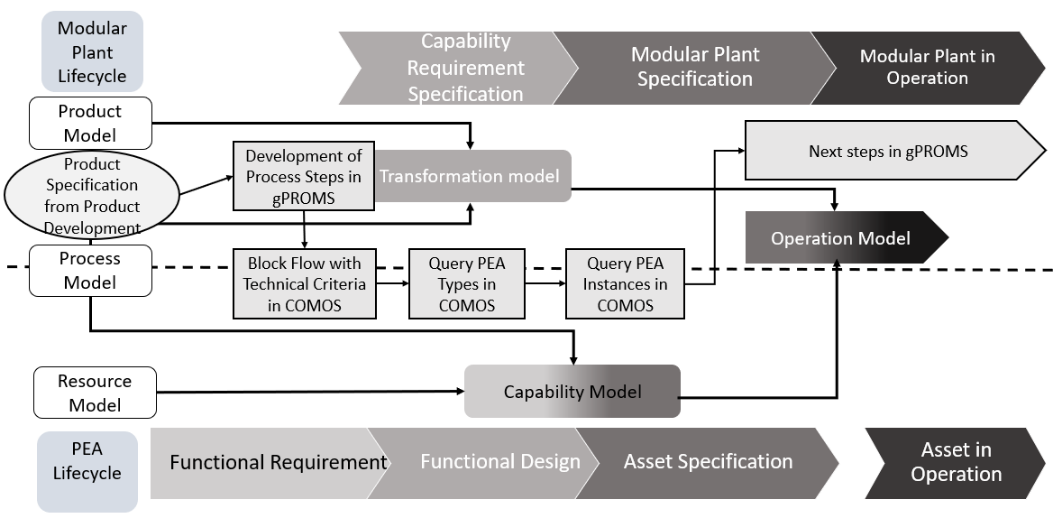 Modular
Plant
Lifecycle
Capability
Requirement
Specification
Modular Plant
Specification
Modular Plant in
Operation
Product
Model
Product
Specification
from Product
Development
Development of
Process Steps in
gPROMS
Transformation model
Next steps in gPROMS
Operation Model
Process
Model
Block Flow with
Technical Criteria
in COMOS
Query PEA
Types in
COMOS
Query PEA
Instances in
COMOS
Resource
Model
Capability Model
PEA
Lifecycle
Functional Requirement
Functional Design
Asset Specification
Asset in
Operation